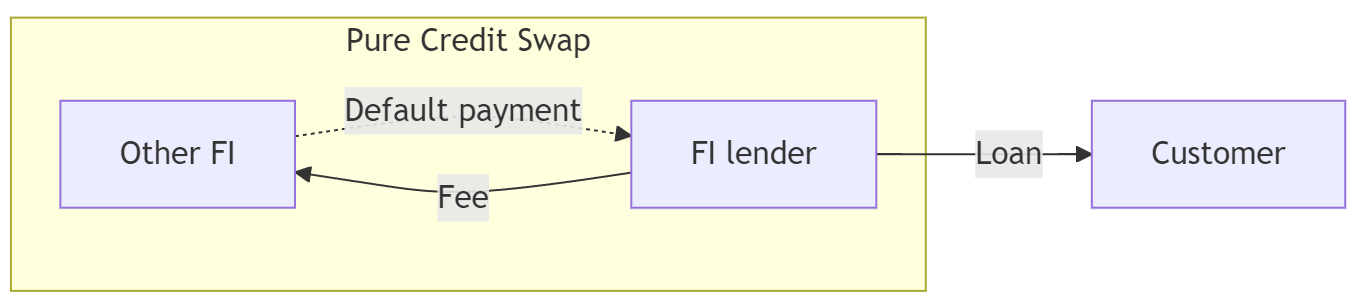 Pure Credit Swap
Default payment
Other FI
FI lender
Loan
Customer
Fee